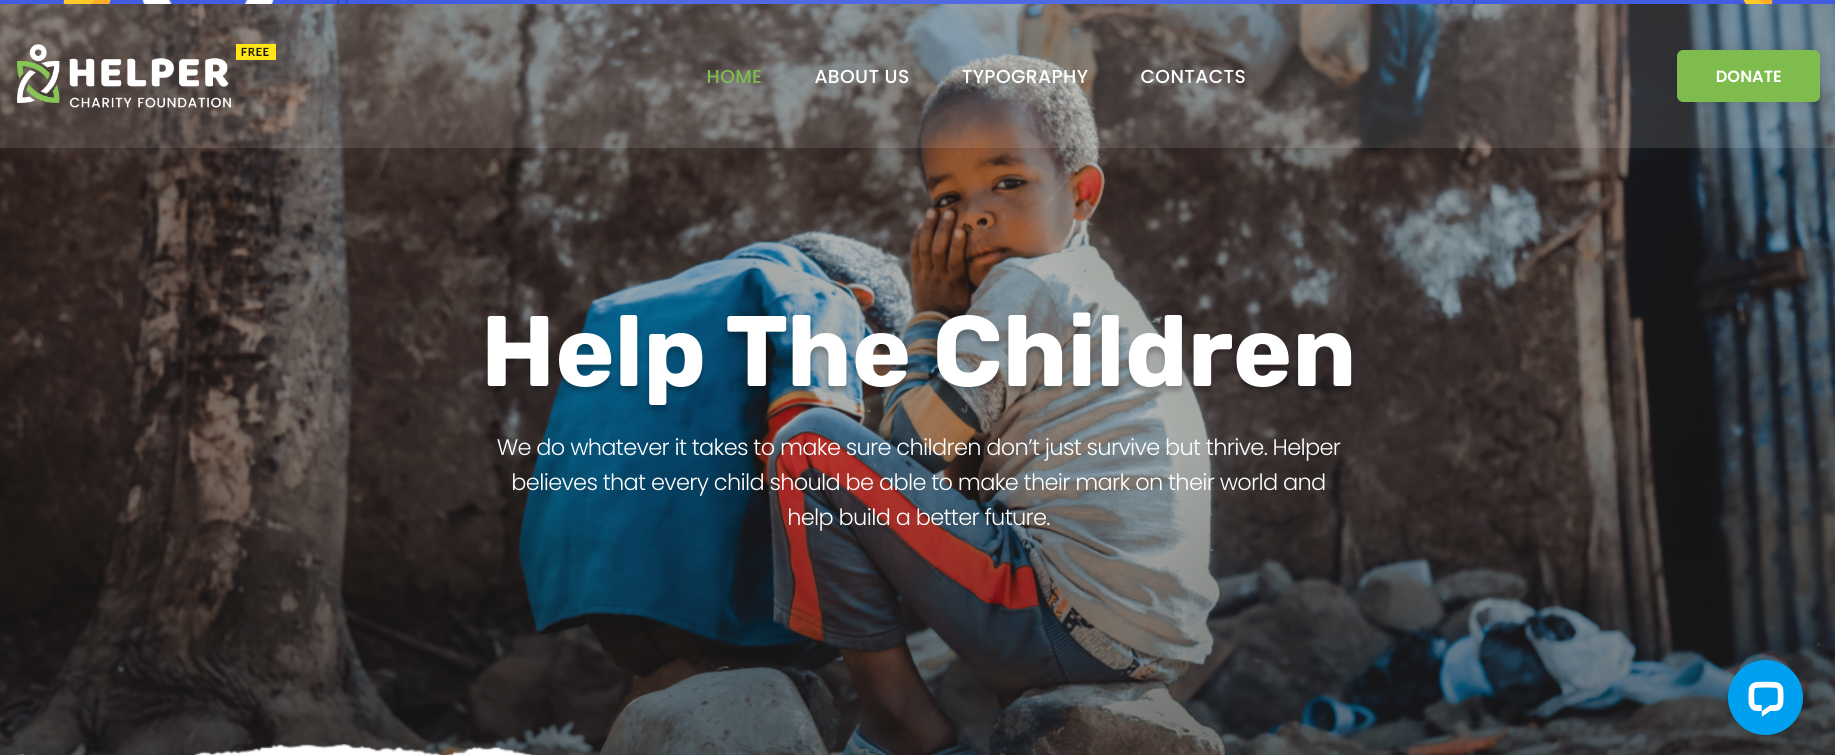 HELPER
FREE
CHARITY FOUNDATION
HOME ABOUT US TYPOGRAPHY CONTACTS
DONATE
Help The Children
We do whatever it takes to make sure children don’t just survive but thrive. Helper
believes that every child should be able to make their mark on their world and
help build a better future.